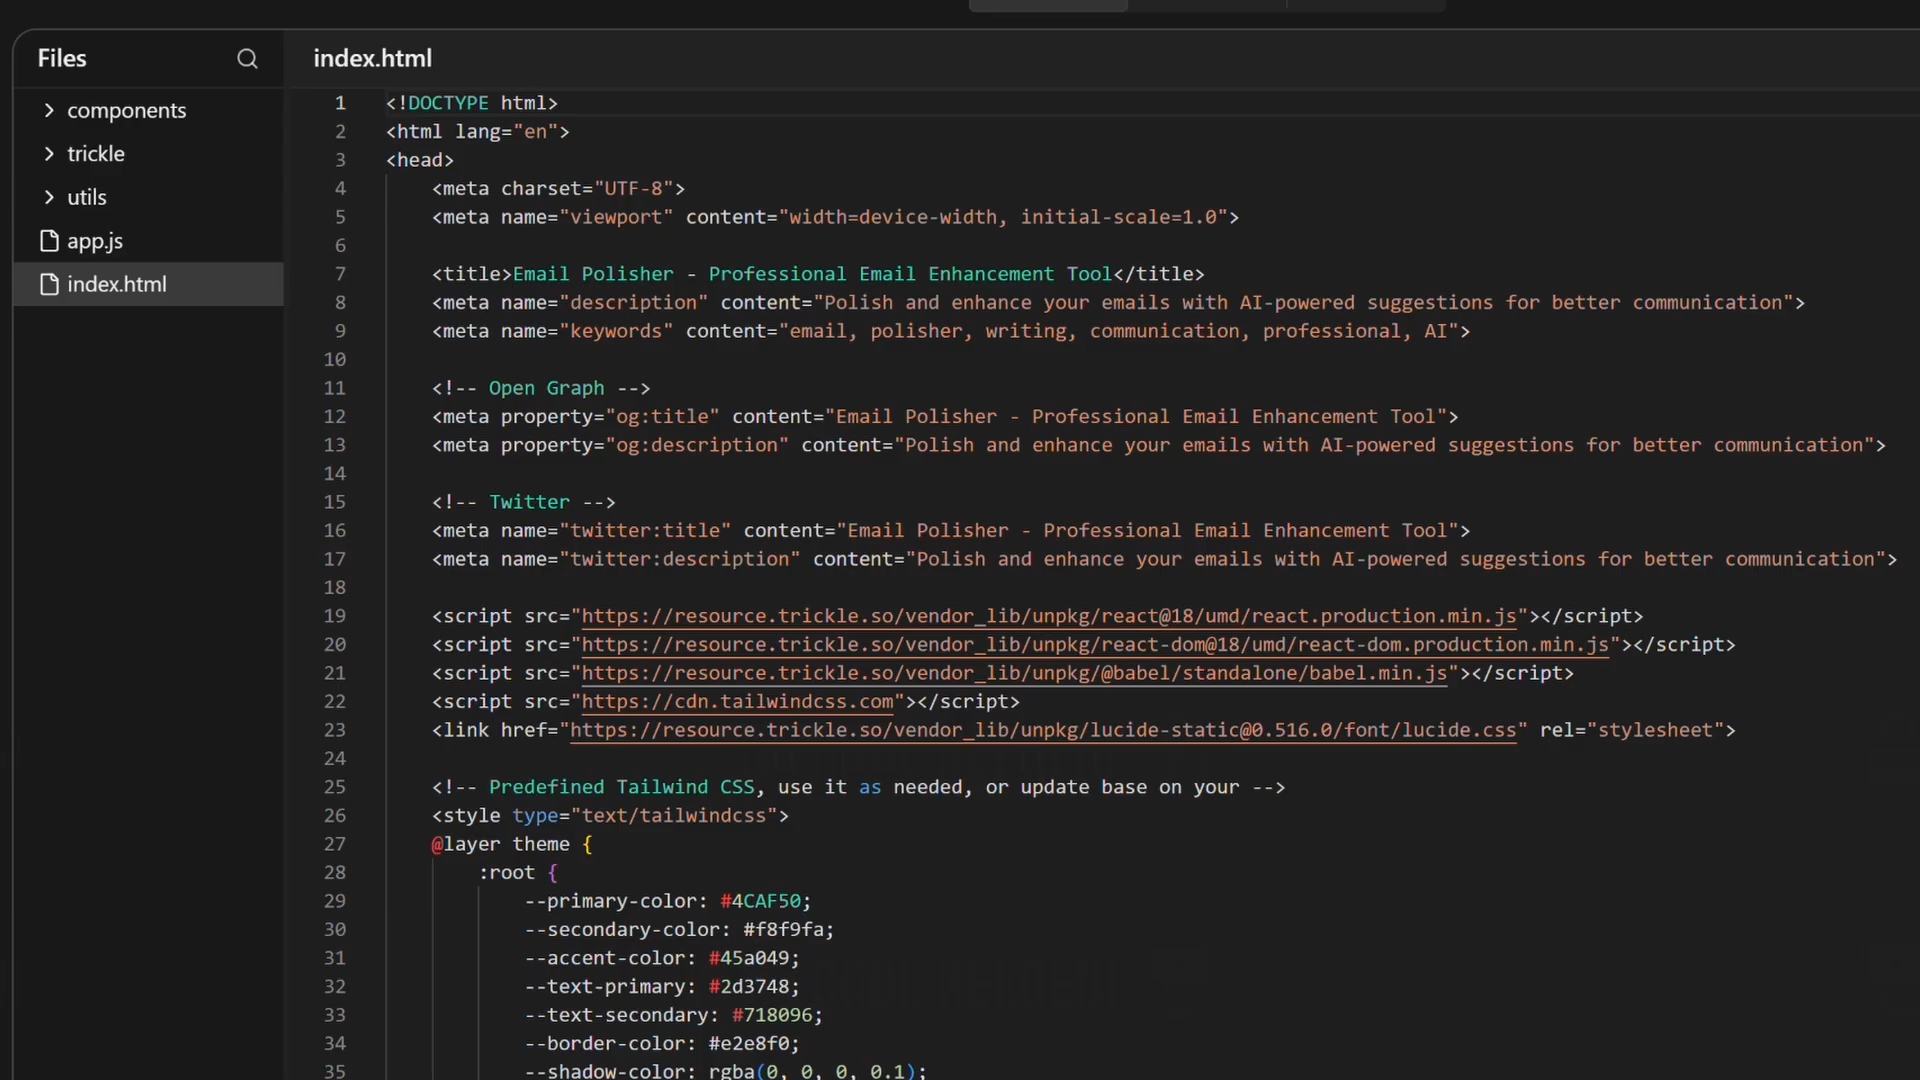 Files
components
trickle
utils
app.js
index.html
index.html
1 <!DOCTYPE html>
2 <html lang="en">
3 <head>
4 <meta charset="UTF-8">
5 <meta name="viewport" content="width=device-width, initial-scale=1.0">
6
7 <title>Email Polisher - Professional Email Enhancement Tool</title>
8 <meta name="description" content="Polish and enhance your emails with AI-powered suggestions for better communication">
9 <meta name="keywords" content="email, polisher, writing, communication, professional, AI">
10
11 <!-- Open Graph -->
12 <meta property="og:title" content="Email Polisher - Professional Email Enhancement Tool">
13 <meta property="og:description" content="Polish and enhance your emails with AI-powered suggestions for better communication">
14
15 <!-- Twitter -->
16 <meta name="twitter:title" content="Email Polisher - Professional Email Enhancement Tool">
17 <meta name="twitter:description" content="Polish and enhance your emails with AI-powered suggestions for better communication">
18
19 <script src="https://resource.trickle.so/vendor_lib/unpkg/react@18/umd/react.production.min.js"></script>
20 <script src="https://resource.trickle.so/vendor_lib/unpkg/react-dom@18/umd/react-dom.production.min.js"></script>
21 <script src="https://resource.trickle.so/vendor_lib/unpkg/@babel/standalone/babel.min.js"></script>
22 <script src="https://cdn.tailwindcss.com"></script>
23 <link href="https://resource.trickle.so/vendor_lib/unpkg/lucide-static@0.516.0/font/lucide.css" rel="stylesheet">
24
25 <!-- Predefined Tailwind CSS, use it as needed, or update base on your -->
26 <style type="text/tailwindcss">
27 @layer theme {
28 :root {
29 --primary-color: #4CAF50;
30 --secondary-color: #f8f9fa;
31 --accent-color: #45a049;
32 --text-primary: #2d3748;
33 --text-secondary: #718096;
34 --border-color: #e2e8f0;
35 --shadow-color: rgba(0, 0, 0, 0.1);